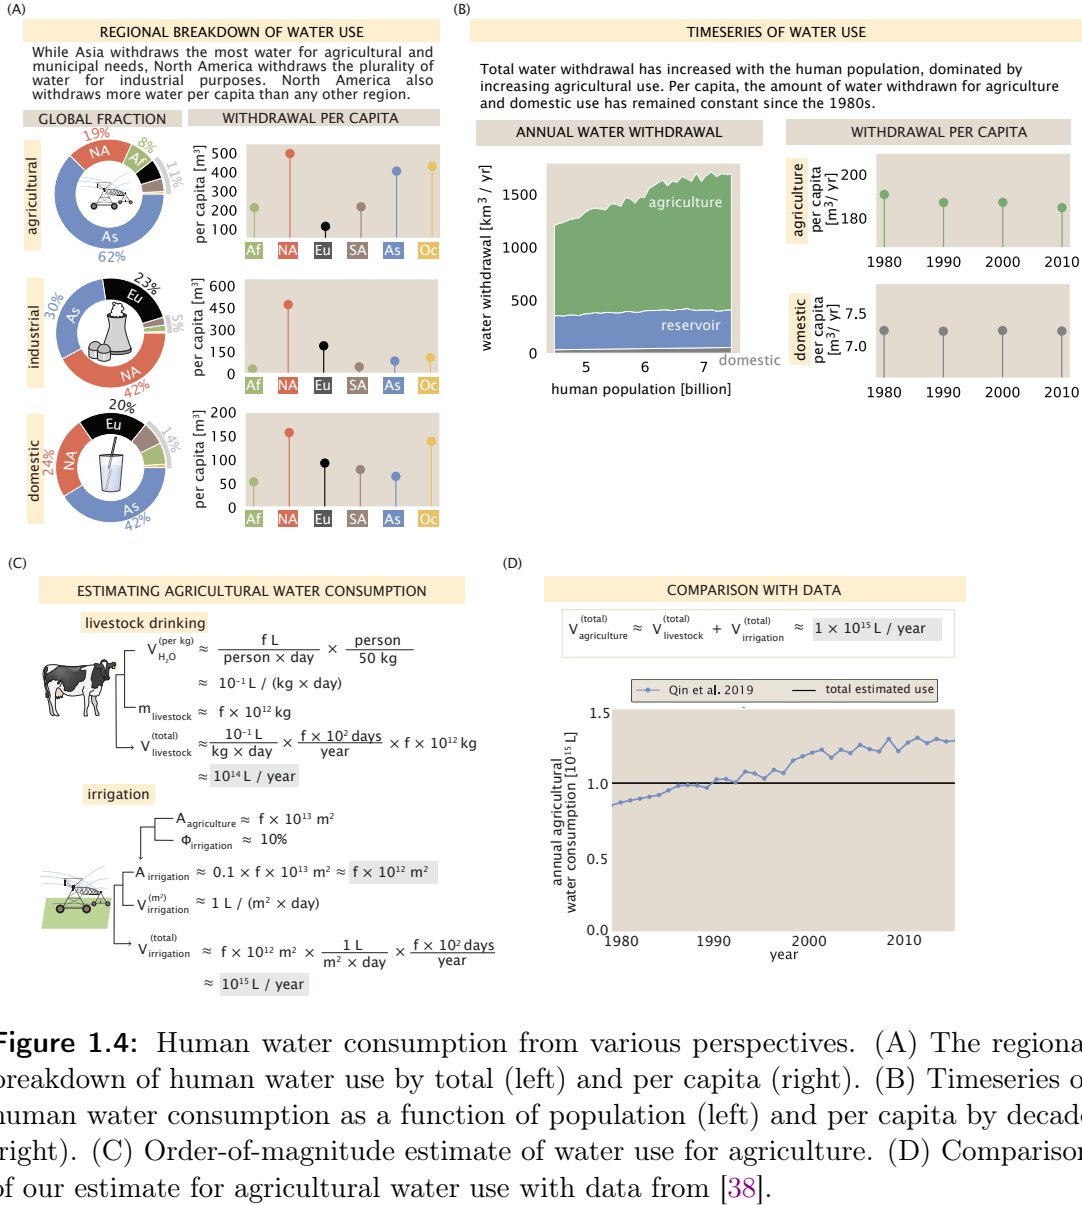 (A)
REGIONAL BREAKDOWN OF WATER USE
While Asia withdraws the most water for agricultural and
municipal needs, North America withdraws the plurality of
water for industrial purposes. North America also
withdraws more water per capita than any other region.
GLOBAL FRACTION
WITHDRAWAL PER CAPITA
agricultural
19%
NA
8%
Af
11%
As
62%
per capita [m³]
500
400
300
200
100
Af NA Eu SA As Oc
industrial
23%
Eu
30%
As
5%
NA
42%
per capita [m³]
600
450
300
150
0
Af NA Eu SA As Oc
domestic
20%
Eu
14%
NA
24%
As
42%
per capita [m³]
200
150
100
50
0
Af NA Eu SA As Oc
(B)
TIMESERIES OF WATER USE
Total water withdrawal has increased with the human population, dominated by
increasing agricultural use. Per capita, the amount of water withdrawn for agriculture
and domestic use has remained constant since the 1980s.
ANNUAL WATER WITHDRAWAL
water withdrawal [km³ / yr]
1500
1000
500
0
agriculture
reservoir
domestic
5 6 7
human population [billion]
WITHDRAWAL PER CAPITA
agriculture
per capita
[m³/ yr]
200
180
1980 1990 2000 2010
domestic
per capita
[m³/ yr]
7.5
7.0
1980 1990 2000 2010
(C)
ESTIMATING AGRICULTURAL WATER CONSUMPTION
livestock drinking
V H₂O (per kg) ≈ f L / person × day × person / 50 kg
≈ 10⁻¹ L / (kg × day)
m livestock ≈ f × 10¹² kg
V livestock (total) ≈ 10⁻¹ L / kg × day × f × 10² days / year × f × 10¹² kg
≈ 10¹⁴ L / year
irrigation
A agriculture ≈ f × 10¹³ m²
Φ irrigation ≈ 10%
A irrigation ≈ 0.1 × f × 10¹³ m² ≈ f × 10¹² m²
V irrigation (m²) ≈ 1 L / (m² × day)
V irrigation (total) ≈ f × 10¹² m² × 1 L / m² × day × f × 10² days / year
≈ 10¹⁵ L / year
(D)
COMPARISON WITH DATA
V agriculture (total) ≈ V livestock (total) + V irrigation (total) ≈ 1 × 10¹⁵ L / year
Qin et al. 2019
total estimated use
annual agricultural
water consumption [10¹⁵ L]
1.5
1.0
0.5
0.0
1980 1990 2000 2010
year
Figure 1.4: Human water consumption from various perspectives. (A) The regiona
breakdown of human water use by total (left) and per capita (right). (B) Timeseries o
human water consumption as a function of population (left) and per capita by decade
(right). (C) Order-of-magnitude estimate of water use for agriculture. (D) Comparison
of our estimate for agricultural water use with data from [38].